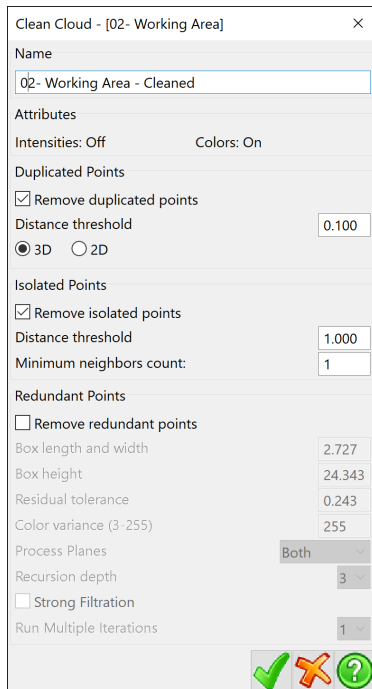 Clean Cloud - [02- Working Area]
Name
02- Working Area - Cleaned
Attributes
Intensities: Off Colors: On
Duplicated Points
Remove duplicated points
Distance threshold 0.100
3D 2D
Isolated Points
Remove isolated points
Distance threshold 1.000
Minimum neighbors count: 1
Redundant Points
Remove redundant points
Box length and width 2.727
Box height 24.343
Residual tolerance 0.243
Color variance (3-255) 255
Process Planes Both
Recursion depth 3
Strong Filtration
Run Multiple Iterations 1
?